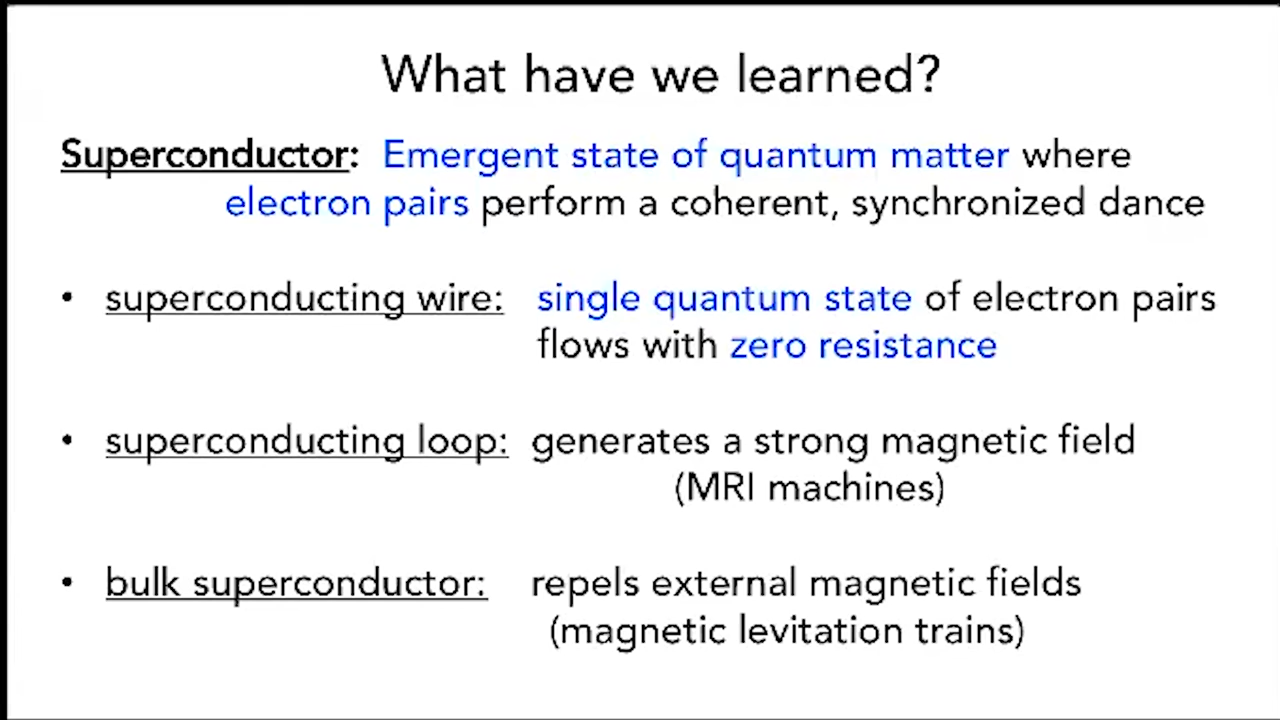 What have we learned?
Superconductor: Emergent state of quantum matter where
electron pairs perform a coherent, synchronized dance
• superconducting wire: single quantum state of electron pairs
flows with zero resistance
• superconducting loop: generates a strong magnetic field
(MRI machines)
• bulk superconductor: repels external magnetic fields
(magnetic levitation trains)